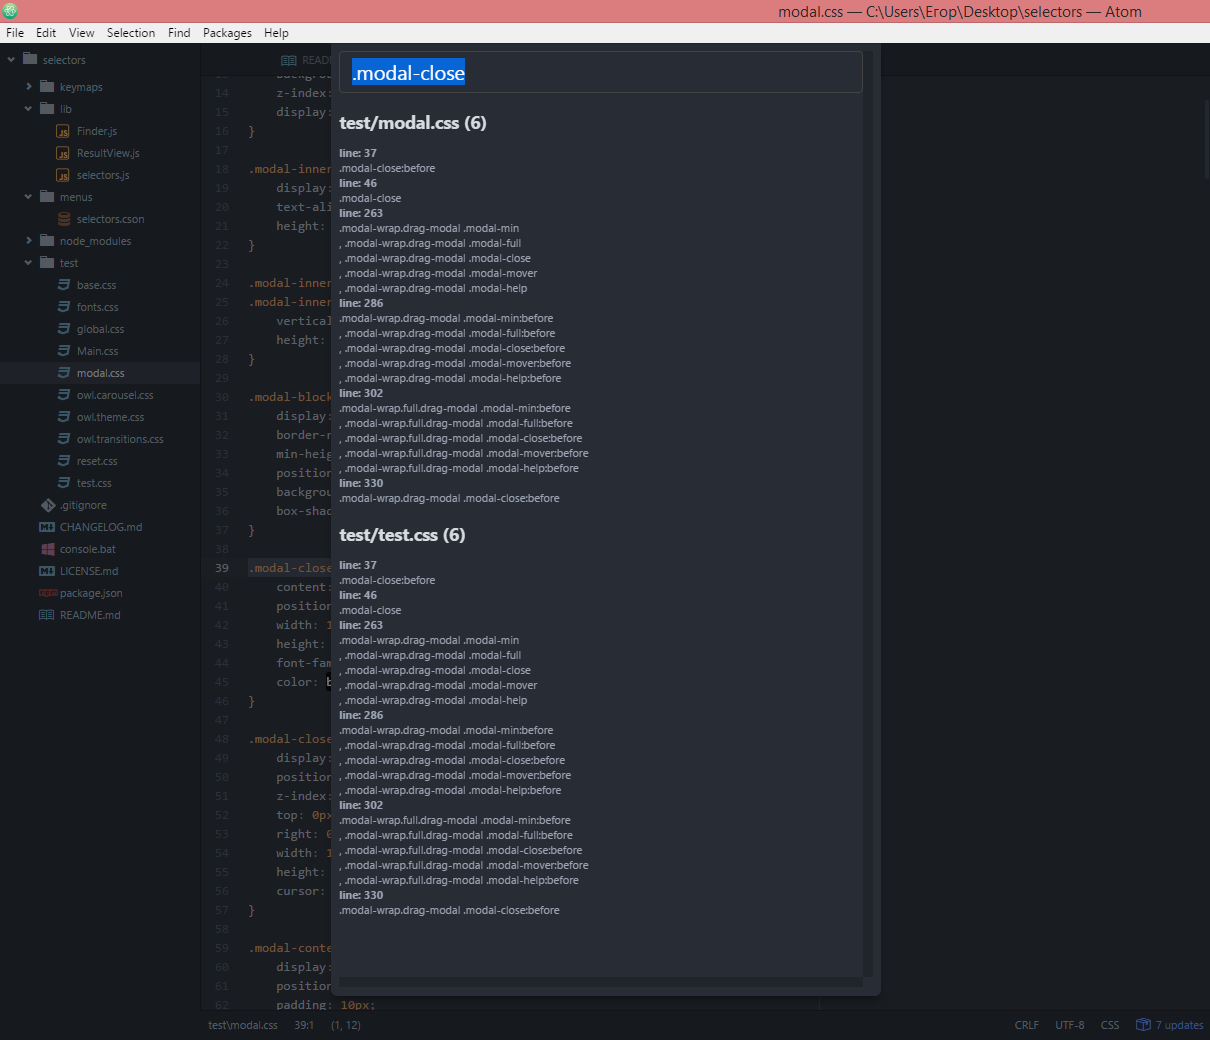 modal.css — C:\Users\Егор\Desktop\selectors — Atom
File Edit View Selection Find Packages Help
selectors
keymaps
lib
Finder.js
ResultView.js
selectors.js
menus
selectors.cson
node_modules
test
base.css
fonts.css
global.css
Main.css
modal.css
owl.carousel.css
owl.theme.css
owl.transitions.css
reset.css
test.css
.gitignore
CHANGELOG.md
console.bat
LICENSE.md
package.json
README.md
READ
13 backgrou
14 z-index:
15 display:
16 }
17
18 .modal-inner
19 display:
20 text-ali
21 height:
22 }
23
24 .modal-inner
25 .modal-inner
26 vertical
27 height:
28 }
29
30 .modal-block
31 display:
32 border-r
33 min-heig
34 position
35 backgrou
36 box-shad
37 }
38
39 .modal-close
40 content:
41 position
42 width: 1
43 height:
44 font-fam
45 color: b
46 }
47
48 .modal-close
49 display:
50 position
51 z-index:
52 top: 0px
53 right: 0
54 width: 1
55 height:
56 cursor:
57 }
58
59 .modal-conte
60 display:
61 position
62 padding: 10px;
.modal-close
test/modal.css (6)
line: 37
.modal-close:before
line: 46
.modal-close
line: 263
.modal-wrap.drag-modal .modal-min
, .modal-wrap.drag-modal .modal-full
, .modal-wrap.drag-modal .modal-close
, .modal-wrap.drag-modal .modal-mover
, .modal-wrap.drag-modal .modal-help
line: 286
.modal-wrap.drag-modal .modal-min:before
, .modal-wrap.drag-modal .modal-full:before
, .modal-wrap.drag-modal .modal-close:before
, .modal-wrap.drag-modal .modal-mover:before
, .modal-wrap.drag-modal .modal-help:before
line: 302
.modal-wrap.full.drag-modal .modal-min:before
, .modal-wrap.full.drag-modal .modal-full:before
, .modal-wrap.full.drag-modal .modal-close:before
, .modal-wrap.full.drag-modal .modal-mover:before
, .modal-wrap.full.drag-modal .modal-help:before
line: 330
.modal-wrap.drag-modal .modal-close:before
test/test.css (6)
line: 37
.modal-close:before
line: 46
.modal-close
line: 263
.modal-wrap.drag-modal .modal-min
, .modal-wrap.drag-modal .modal-full
, .modal-wrap.drag-modal .modal-close
, .modal-wrap.drag-modal .modal-mover
, .modal-wrap.drag-modal .modal-help
line: 286
.modal-wrap.drag-modal .modal-min:before
, .modal-wrap.drag-modal .modal-full:before
, .modal-wrap.drag-modal .modal-close:before
, .modal-wrap.drag-modal .modal-mover:before
, .modal-wrap.drag-modal .modal-help:before
line: 302
.modal-wrap.full.drag-modal .modal-min:before
, .modal-wrap.full.drag-modal .modal-full:before
, .modal-wrap.full.drag-modal .modal-close:before
, .modal-wrap.full.drag-modal .modal-mover:before
, .modal-wrap.full.drag-modal .modal-help:before
line: 330
.modal-wrap.drag-modal .modal-close:before
test\modal.css 39:1 (1, 12) CRLF UTF-8 CSS 7 updates